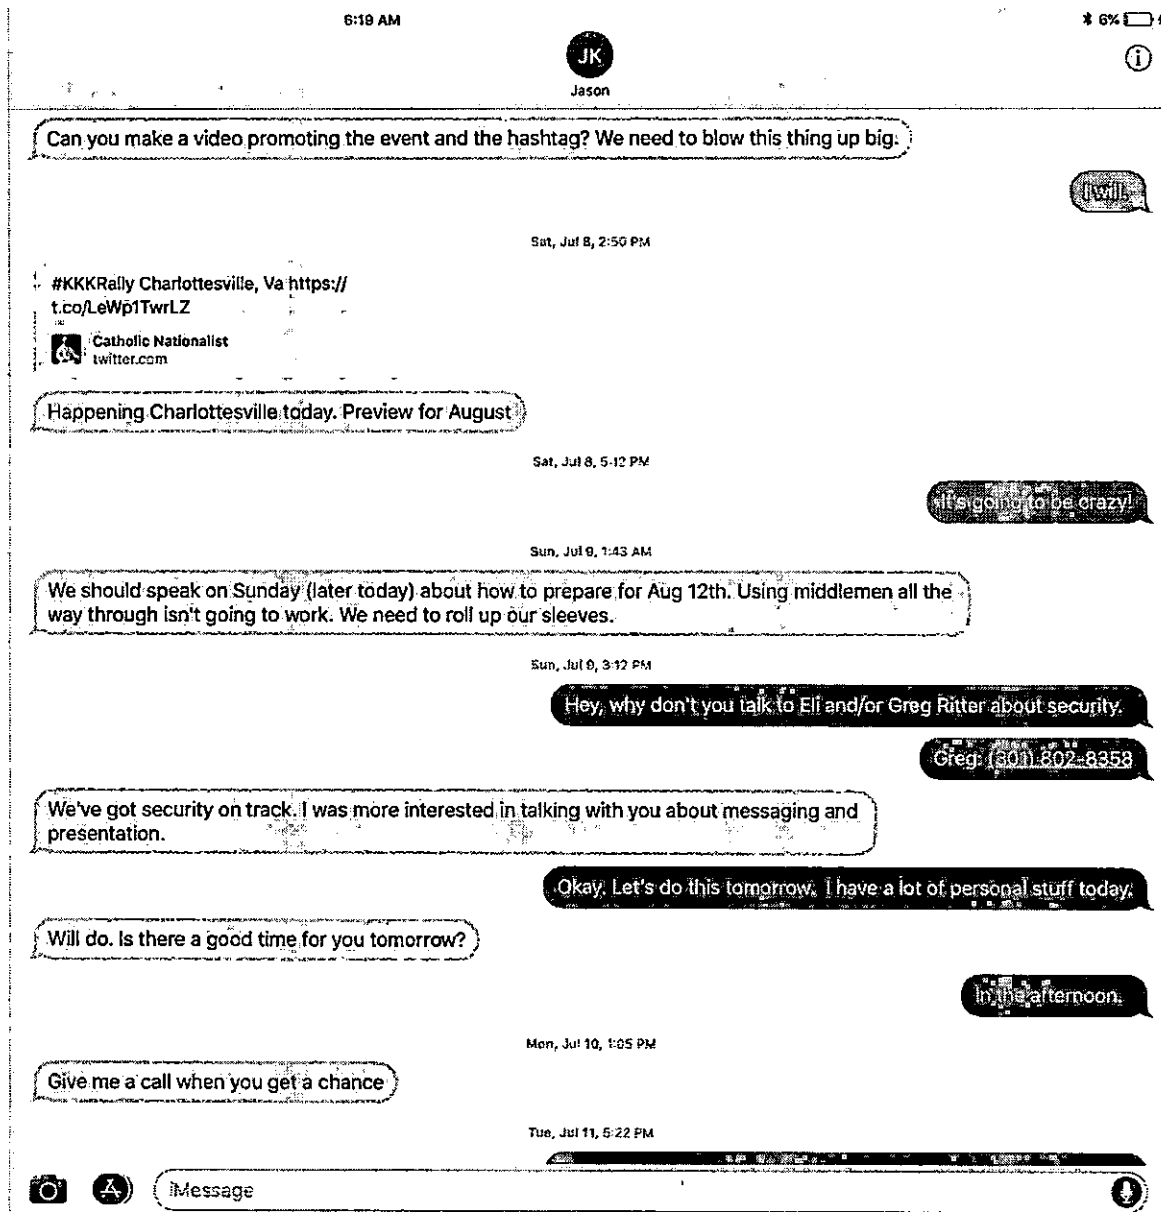 6:19 AM
6%
JK
Jason
Can you make a video promoting the event and the hashtag? We need to blow this thing up big.
I will.
Sat, Jul 8, 2:50 PM
#KKKRally Charlottesville, Va https://
t.co/LeWp1TwrLZ
Catholic Nationalist
twitter.com
Happening Charlottesville today. Preview for August
Sat, Jul 8, 5:12 PM
It's going to be crazy!
Sun, Jul 9, 1:43 AM
We should speak on Sunday (later today) about how to prepare for Aug 12th. Using middlemen all the
way through isn't going to work. We need to roll up our sleeves.
Sun, Jul 9, 3:12 PM
Hey, why don't you talk to Eli and/or Greg Ritter about security.
Greg: (301) 802-8358
We've got security on track. I was more interested in talking with you about messaging and
presentation.
Okay. Let's do this tomorrow. I have a lot of personal stuff today.
Will do. Is there a good time for you tomorrow?
In the afternoon.
Mon, Jul 10, 1:05 PM
Give me a call when you get a chance
Tue, Jul 11, 5:22 PM
iMessage